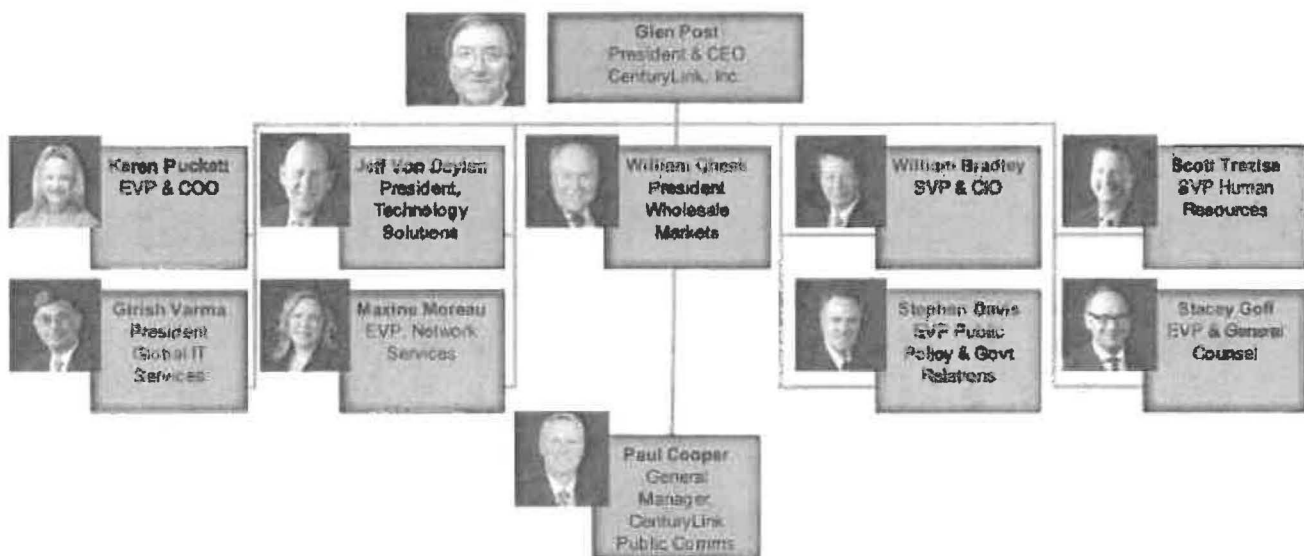 Glen Post
President & CEO
CenturyLink, Inc.
Karen Puckett
EVP & COO
Jeff Von Deylen
President,
Technology
Solutions
William
President
Wholesale
Markets
William Bradley
SVP & CIO
Scott Trezise
SVP Human
Resources
Girish Varma
President
Global IT
Services
Maxine Moreau
EVP, Network
Services
Stephen Davis
Public
Policy & Govt
Relations
Stacey Goff
EVP & General
Counsel
Paul Cooper
General
Manager,
CenturyLink
Public Comms